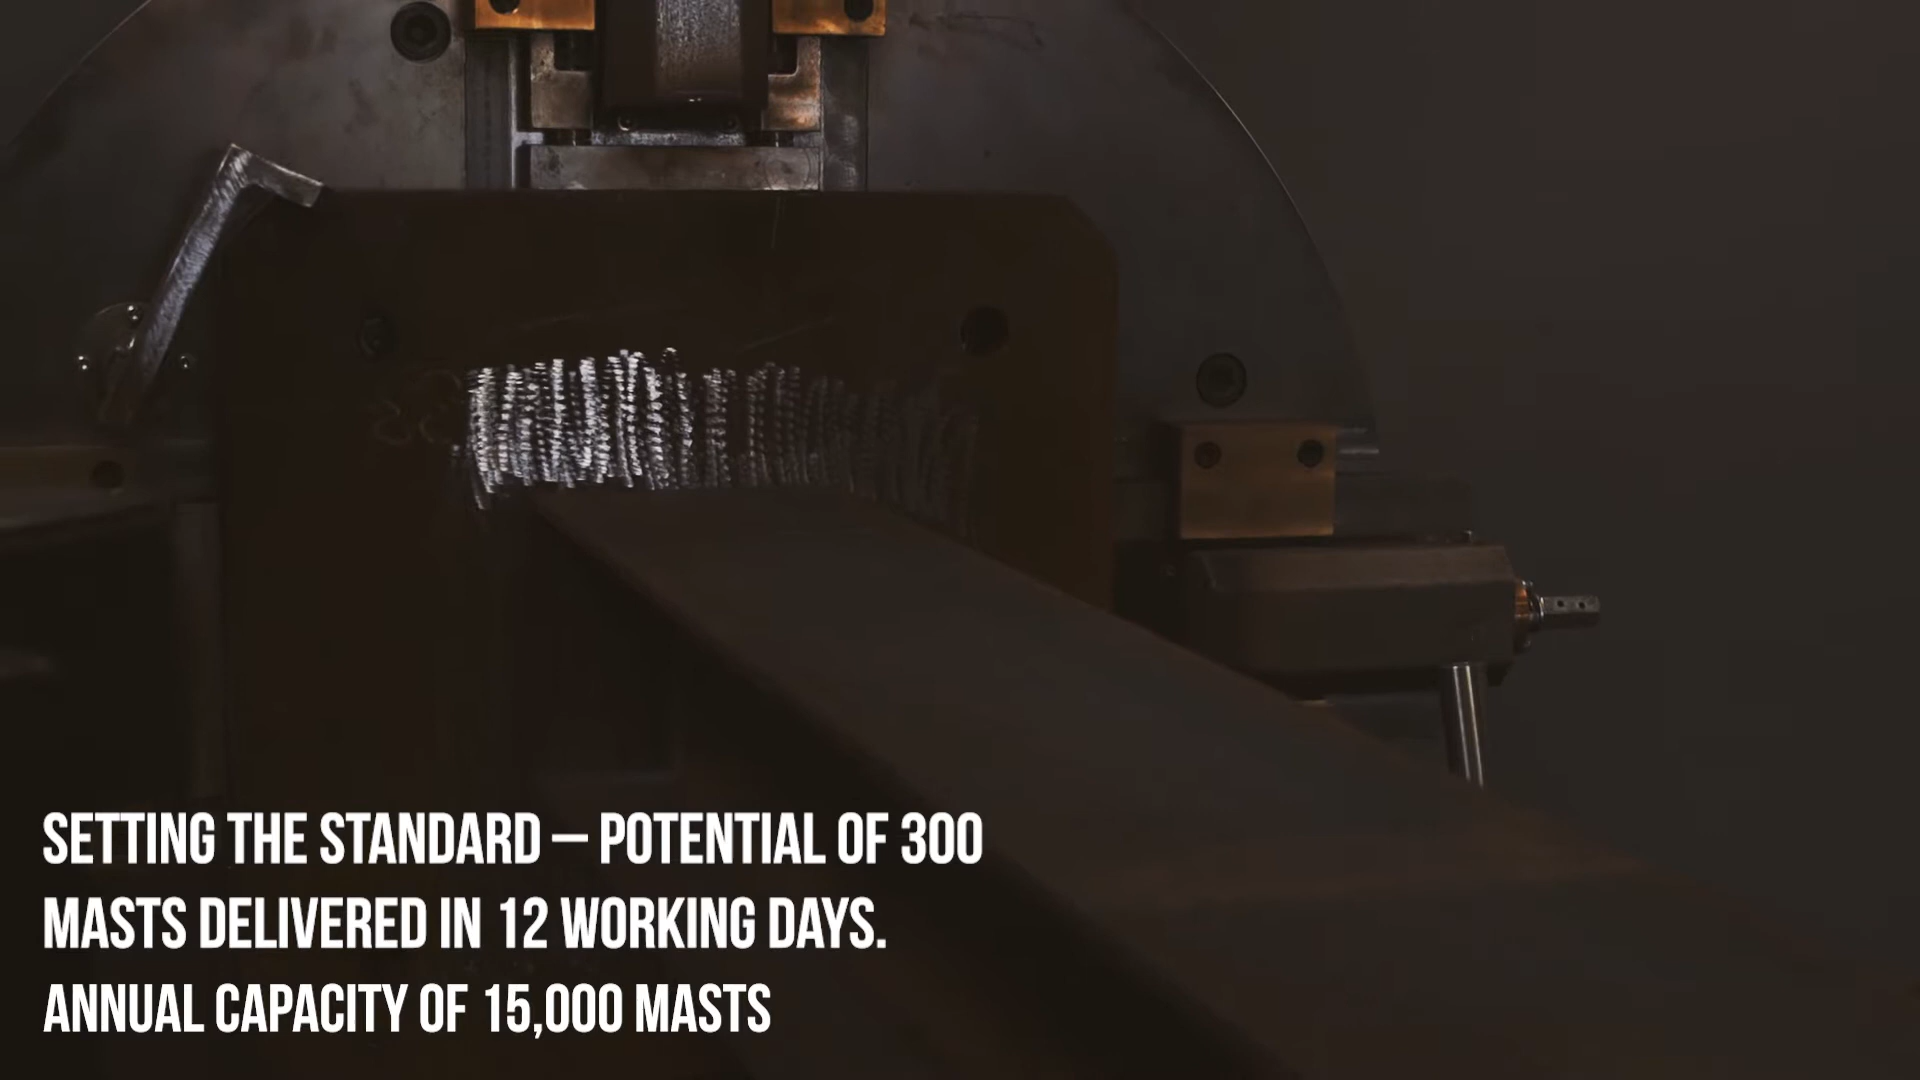 SETTING THE STANDARD – POTENTIAL OF 300
MASTS DELIVERED IN 12 WORKING DAYS.
ANNUAL CAPACITY OF 15,000 MASTS